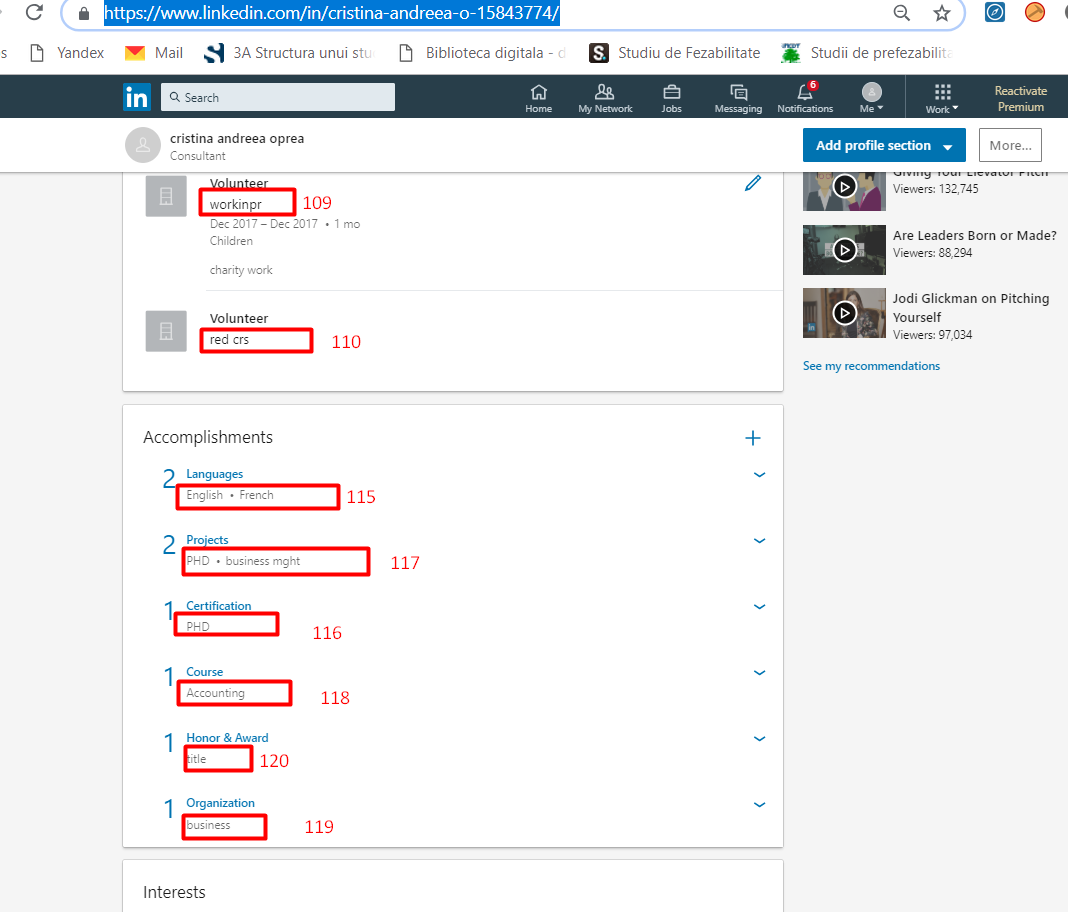 https://www.linkedin.com/in/cristina-andreea-o-15843774/
Yandex
Mail
3A Structura unui stu
Biblioteca digitala - d
S.
Studiu de Fezabilitate
Studii de prefezabilita
in
Search
Home
My Network
Jobs
Messaging
6
Notifications
Me
Work
Reactivate
Premium
cristina andreea oprea
Consultant
Add profile section
More...
Volunteer
workinpr
109
Dec 2017 – Dec 2017 • 1 mo
Children
charity work
Volunteer
red crs
110
Giving Your Elevator Pitch
Viewers: 132,745
Are Leaders Born or Made?
Viewers: 88,294
Jodi Glickman on Pitching
Yourself
Viewers: 97,034
See my recommendations
Accomplishments
2
Languages
English • French
115
2
Projects
PHD • business mght
117
1
Certification
PHD
116
1
Course
Accounting
118
1
Honor & Award
title
120
1
Organization
business
119
Interests